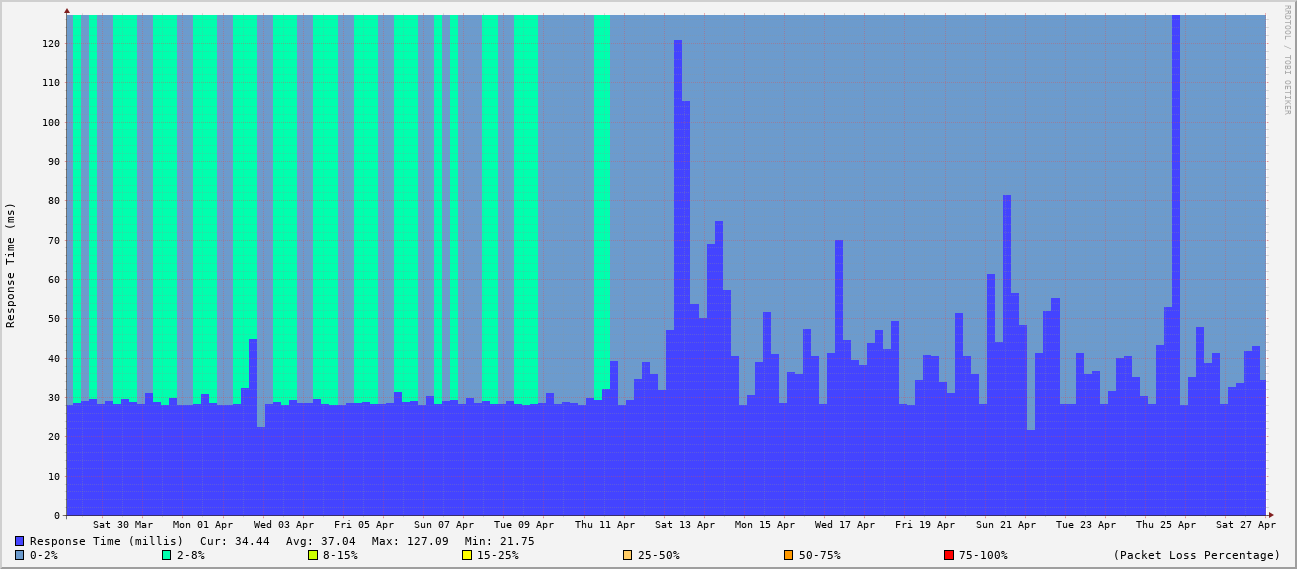 RRDTOOL / TOBI OETIKER
Response Time (ms)
120
110
100
90
80
70
60
50
40
30
20
10
0
Sat 30 Mar Mon 01 Apr Wed 03 Apr Fri 05 Apr Sun 07 Apr Tue 09 Apr Thu 11 Apr Sat 13 Apr Mon 15 Apr Wed 17 Apr Fri 19 Apr Sun 21 Apr Tue 23 Apr Thu 25 Apr Sat 27 Apr
Response Time (millis) Cur: 34.44 Avg: 37.04 Max: 127.09 Min: 21.75
0-2% 2-8% 8-15% 15-25% 25-50% 50-75% 75-100% (Packet Loss Percentage)